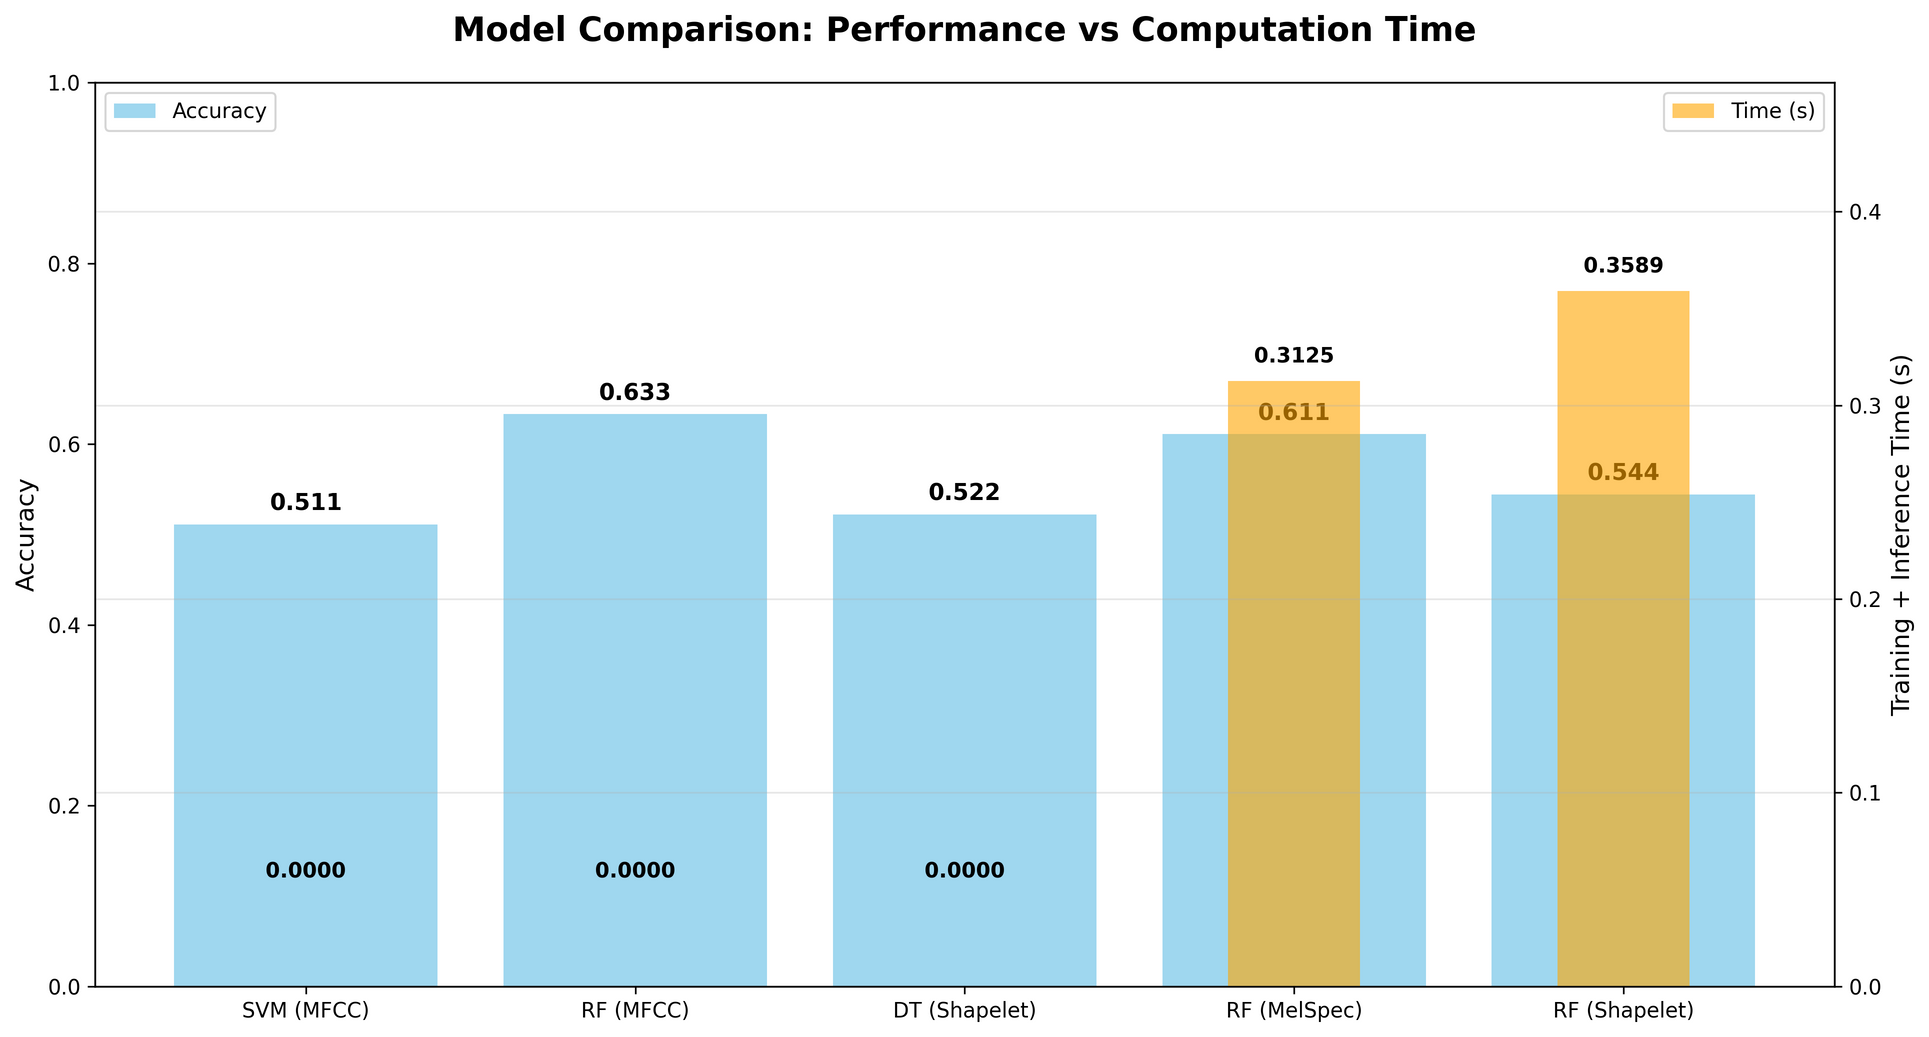 Model Comparison: Performance vs Computation Time
1.0
Accuracy
Time (s)
0.4
0.8
0.3589
0.3125
0.633
0.3
0.611
0.6
0.544
0.511
0.522
Accuracy
Training + Inference Time (s)
0.4
0.2
0.2
0.1
0.0000
0.0000
0.0000
0.0
0.0
SVM (MFCC)
RF (MFCC)
DT (Shapelet)
RF (MelSpec)
RF (Shapelet)